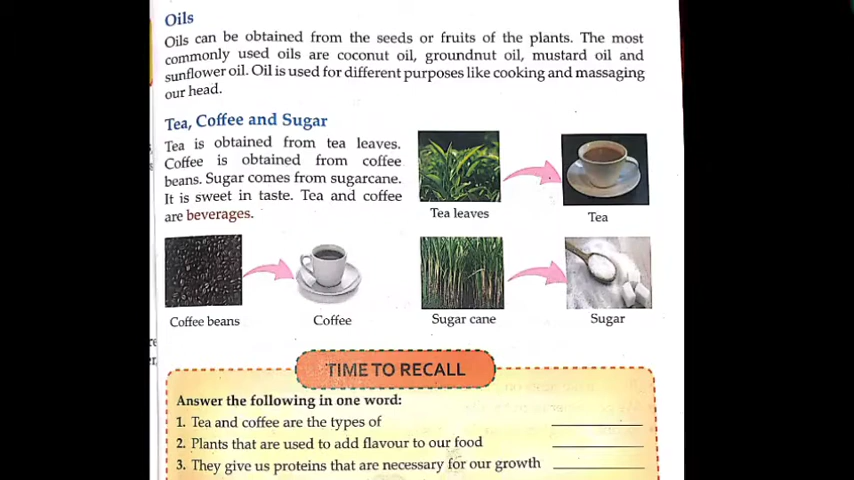 Oils
Oils can be obtained from the seeds or fruits of the plants. The most
commonly used oils are coconut oil, groundnut oil, mustard oil and
sunflower oil. Oil is used for different purposes like cooking and massaging
our head.
Tea, Coffee and Sugar
Tea is obtained from tea leaves.
Coffee is obtained from coffee
beans. Sugar comes from sugarcane.
It is sweet in taste. Tea and coffee
are beverages.
Tea leaves
Tea
Coffee beans
Coffee
Sugar cane
Sugar
TIME TO RECALL
Answer the following in one word:
1. Tea and coffee are the types of
2. Plants that are used to add flavour to our food
3. They give us proteins that are necessary for our growth